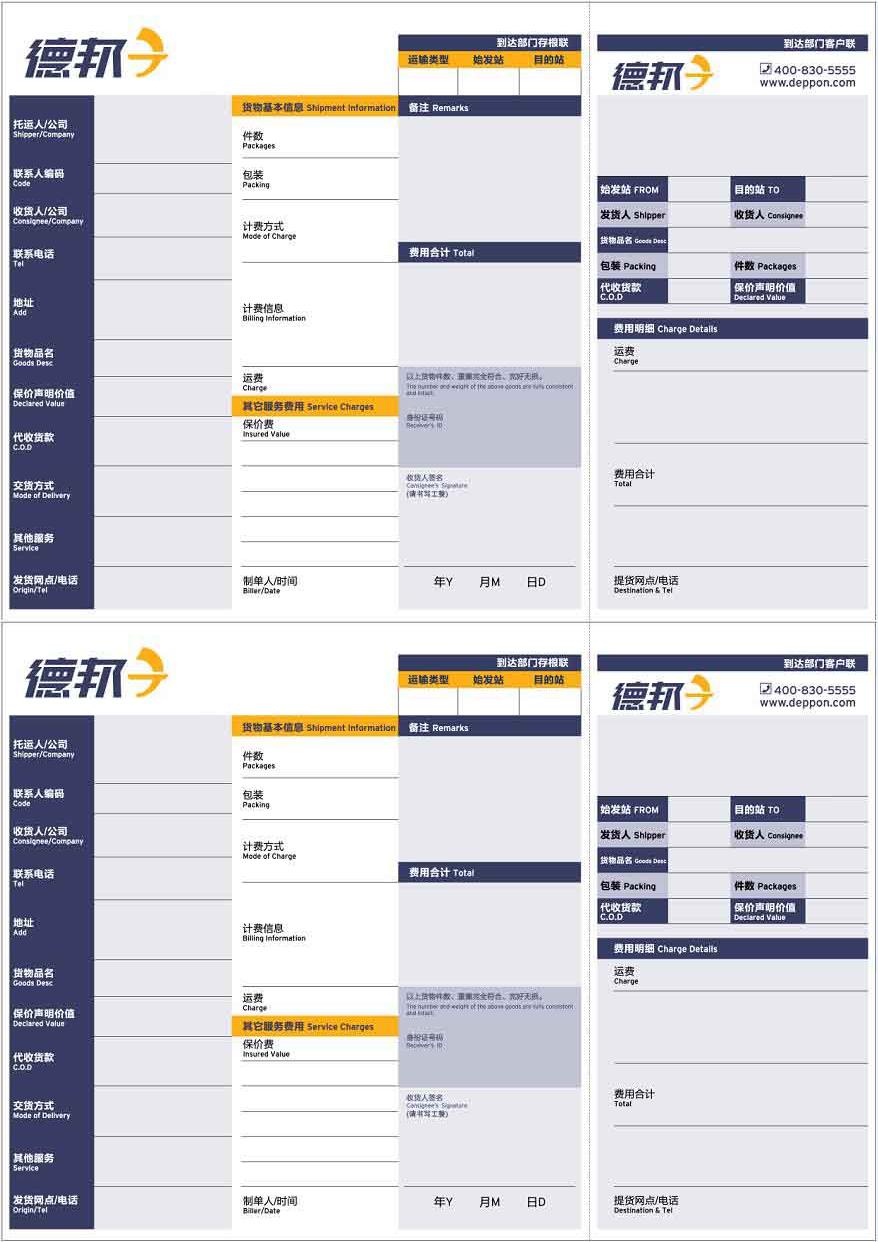 德邦
到达部门存根联
运输类型 始发站 目的站
托运人/公司
Shipper/Company
联系人编码
Code
收货人/公司
Consignee/Company
联系电话
Tel
地址
Add
货物品名
Goods Desc
保价声明价值
Declared Value
代收货款
C.O.D
交货方式
Mode of Delivery
其他服务
Service
发货网点/电话
Origin/Tel
货物基本信息 Shipment Information
件数
Packages
包装
Packing
计费方式
Mode of Charge
计费信息
Billing Information
运费
Charge
其它服务费用 Service Charges
保价费
Insured Value
制单人/时间
Biller/Date
备注 Remarks
费用合计 Total
以上货物件数、重量完全符合、完好无损。
The number and weight of the above goods are fully consistent
and intact.
身份证号码
Receiver's ID
收货人签名
Consignee's Signature
(请书写工整)
年Y 月M 日D
到达部门客户联
德邦
400-830-5555
www.deppon.com
始发站 FROM 目的站 TO
发货人 Shipper 收货人 Consignee
货物品名 Goods Desc
包装 Packing 件数 Packages
代收货款 保价声明价值
C.O.D Declared Value
费用明细 Charge Details
运费
Charge
费用合计
Total
提货网点/电话
Destination & Tel
德邦
到达部门存根联
运输类型 始发站 目的站
托运人/公司
Shipper/Company
联系人编码
Code
收货人/公司
Consignee/Company
联系电话
Tel
地址
Add
货物品名
Goods Desc
保价声明价值
Declared Value
代收货款
C.O.D
交货方式
Mode of Delivery
其他服务
Service
发货网点/电话
Origin/Tel
货物基本信息 Shipment Information
件数
Packages
包装
Packing
计费方式
Mode of Charge
计费信息
Billing Information
运费
Charge
其它服务费用 Service Charges
保价费
Insured Value
制单人/时间
Biller/Date
备注 Remarks
费用合计 Total
以上货物件数、重量完全符合、完好无损。
The number and weight of the above goods are fully consistent
and intact.
身份证号码
Receiver's ID
收货人签名
Consignee's Signature
(请书写工整)
年Y 月M 日D
到达部门客户联
德邦
400-830-5555
www.deppon.com
始发站 FROM 目的站 TO
发货人 Shipper 收货人 Consignee
货物品名 Goods Desc
包装 Packing 件数 Packages
代收货款 保价声明价值
C.O.D Declared Value
费用明细 Charge Details
运费
Charge
费用合计
Total
提货网点/电话
Destination & Tel